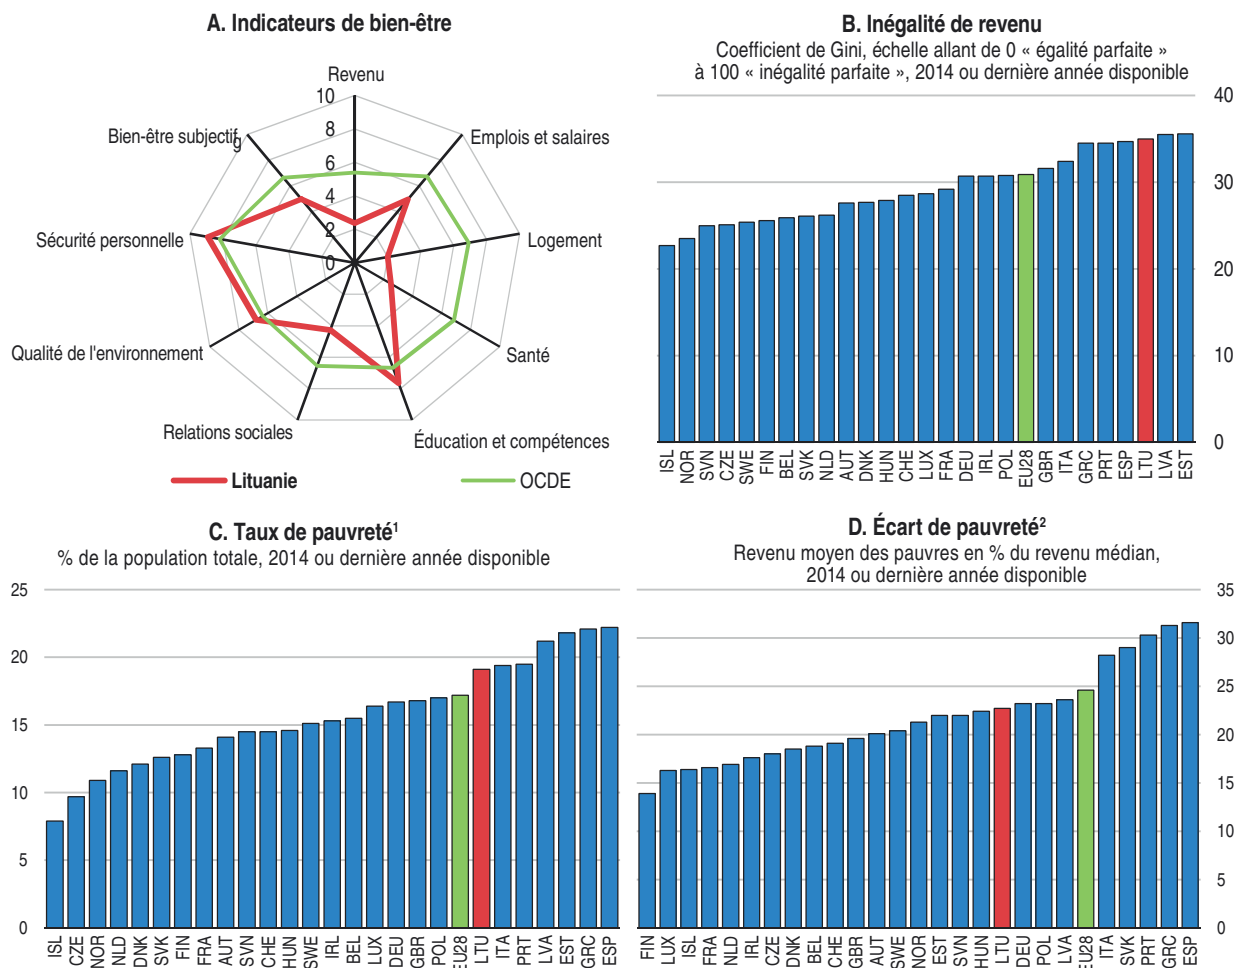 A. Indicateurs de bien-être
Revenu
10
8
6
4
2
0
Emplois et salaires
Logement
Santé
Éducation et compétences
Relations sociales
Qualité de l'environnement
Sécurité personnelle
Bien-être subjectif
g
Lituanie
OCDE
B. Inégalité de revenu
Coefficient de Gini, échelle allant de 0 « égalité parfaite »
à 100 « inégalité parfaite », 2014 ou dernière année disponible
40
30
20
10
0
ISL NOR SVN CZE SWE FIN BEL SVK NLD AUT DNK HUN CHE LUX FRA DEU IRL POL EU28 GBR ITA GRC PRT ESP LTU LVA EST
C. Taux de pauvreté¹
% de la population totale, 2014 ou dernière année disponible
25
20
15
10
5
0
ISL CZE NOR NLD DNK SVK FIN FRA AUT SVN CHE HUN SWE IRL BEL LUX DEU GBR POL EU28 LTU ITA PRT LVA EST GRC ESP
D. Écart de pauvreté²
Revenu moyen des pauvres en % du revenu médian,
2014 ou dernière année disponible
35
30
25
20
15
10
5
0
FIN LUX ISL FRA NLD IRL CZE DNK BEL CHE GBR AUT SWE NOR EST SVN HUN LTU DEU POL LVA EU28 ITA SVK PRT GRC ESP